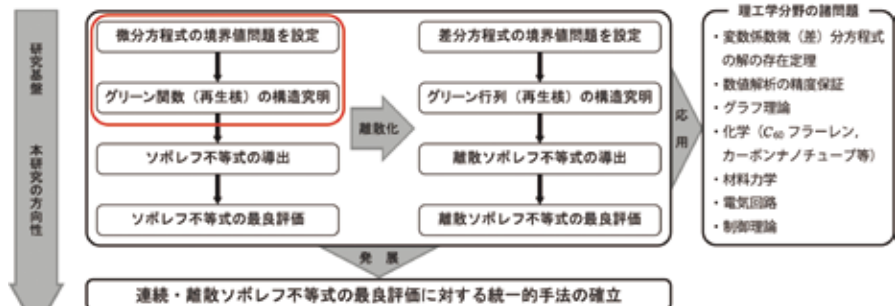 研究基盤
本研究の方向性
微分方程式の境界値問題を設定
グリーン関数（再生核）の構造究明
ソボレフ不等式の導出
ソボレフ不等式の最良評価
離散化
差分方程式の境界値問題を設定
グリーン行列（再生核）の構造究明
離散ソボレフ不等式の導出
離散ソボレフ不等式の最良評価
応用
理工学分野の諸問題
・変数係数微（差）分方程式
の解の存在定理
・数値解析の精度保証
・グラフ理論
・化学（C₆₀ フラーレン,
カーボンナノチューブ等）
・材料力学
・電気回路
・制御理論
発 展
連続・離散ソボレフ不等式の最良評価に対する統一的手法の確立